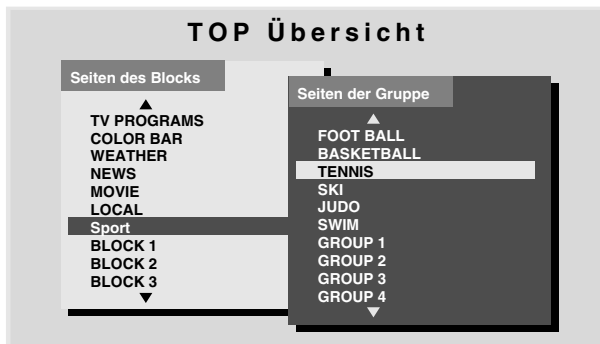 TOP Übersicht
Seiten des Blocks
TV PROGRAMS
COLOR BAR
WEATHER
NEWS
MOVIE
LOCAL
Sport
BLOCK 1
BLOCK 2
BLOCK 3
Seiten der Gruppe
FOOT BALL
BASKETBALL
TENNIS
SKI
JUDO
SWIM
GROUP 1
GROUP 2
GROUP 3
GROUP 4